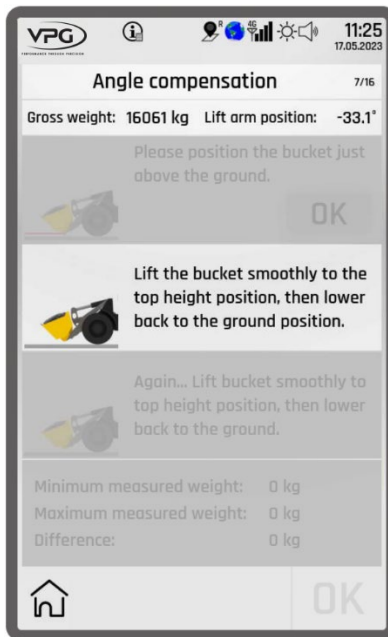 VPG
R
4G
11:25
17.05.2023
Angle compensation
7/16
Gross weight: 16061 kg Lift arm position: -33.1°
Please position the bucket just
above the ground.
OK
Lift the bucket smoothly to the
top height position, then lower
back to the ground position.
Again... Lift bucket smoothly to
top height position, then lower
back to the ground.
Minimum measured weight: 0 kg
Maximum measured weight: 0 kg
Difference: 0 kg
OK